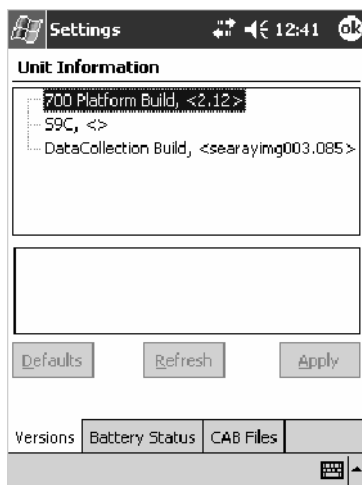 Settings 12:41 ok
Unit Information
700 Platform Build, <2.12>
S9C, <>
DataCollection Build, <searayimg003.085>
Defaults Refresh Apply
Versions Battery Status CAB Files